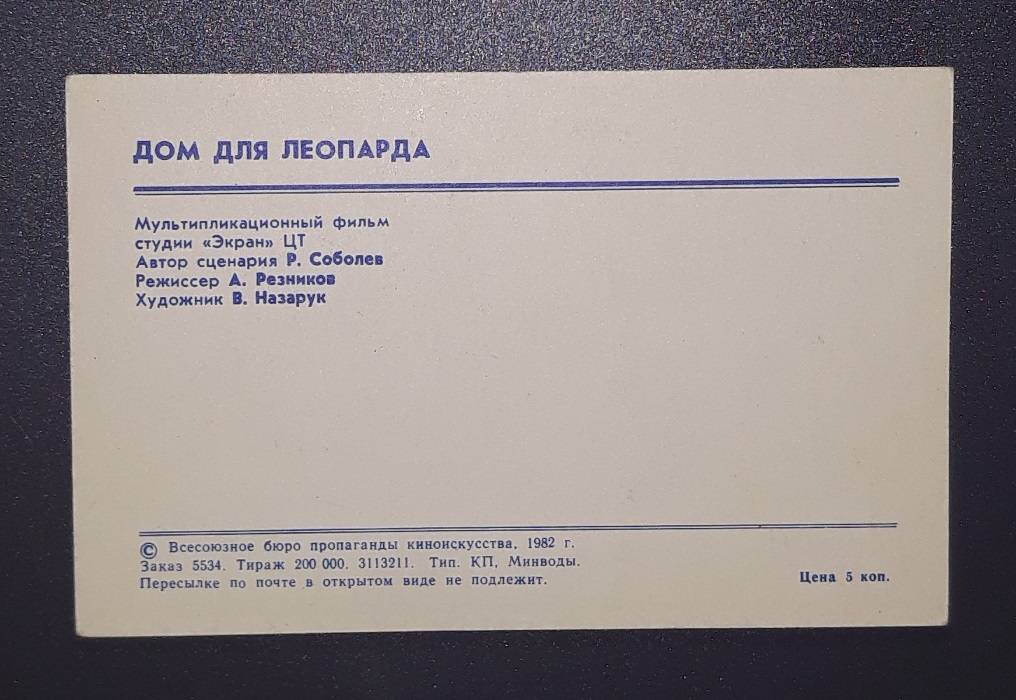 ДОМ ДЛЯ ЛЕОПАРДА
Мультипликационный фильм
студии «Экран» ЦТ
Автор сценария Р. Соболев
Режиссер А. Резников
Художник В. Назарук
© Всесоюзное бюро пропаганды киноискусства, 1982 г.
Заказ 5534. Тираж 200 000. 3113211. Тип. КП, Минводы.
Пересылке по почте в открытом виде не подлежит.
Цена 5 коп.